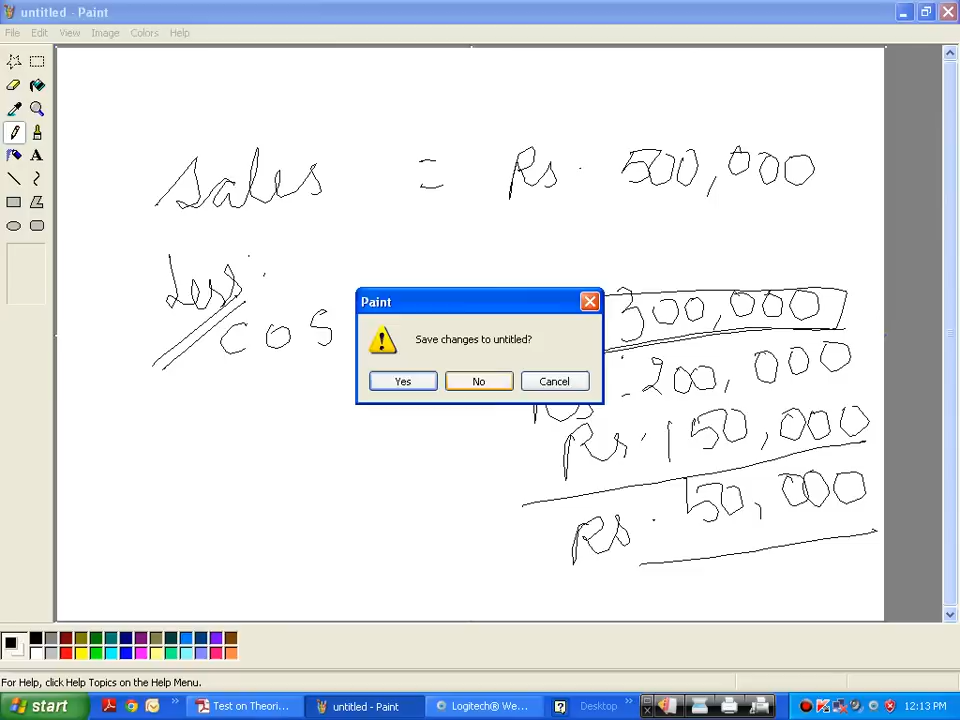 untitled - Paint
File Edit View Image Colors Help
sales = Rs. 500,000
Less
COS 300,000
200,000
Rs. 150,000
Rs. 50,000
Paint
Save changes to untitled?
Yes No Cancel
For Help, click Help Topics on the Help Menu.
start Test on Theori... untitled - Paint Logitech® We... Desktop 12:13 PM